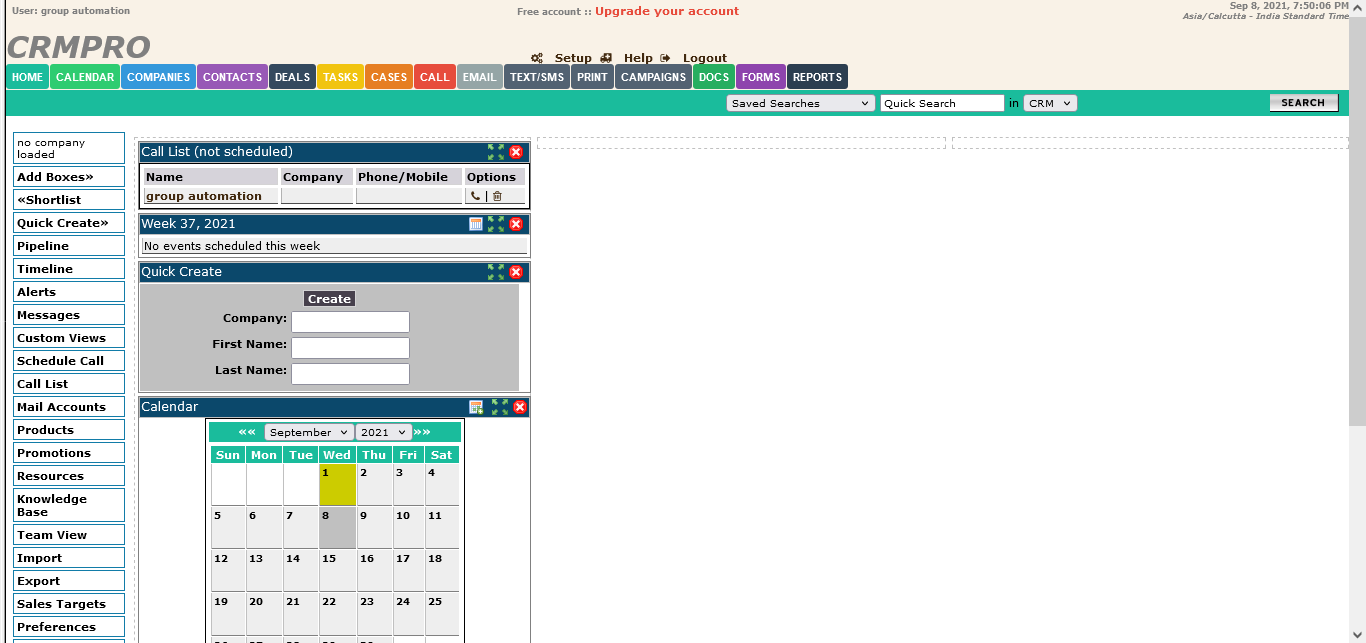 User: group automation
Free account :: Upgrade your account
Sep 8, 2021, 7:50:06 PM
Asia/Calcutta - India Standard Time
CRMPRO
Setup Help Logout
HOME CALENDAR COMPANIES CONTACTS DEALS TASKS CASES CALL EMAIL TEXT/SMS PRINT CAMPAIGNS DOCS FORMS REPORTS
Saved Searches Quick Search in CRM SEARCH
no company
loaded
Add Boxes»
«Shortlist
Quick Create»
Pipeline
Timeline
Alerts
Messages
Custom Views
Schedule Call
Call List
Mail Accounts
Products
Promotions
Resources
Knowledge
Base
Team View
Import
Export
Sales Targets
Preferences
Call List (not scheduled)
Name Company Phone/Mobile Options
group automation |
Week 37, 2021
No events scheduled this week
Quick Create
Create
Company:
First Name:
Last Name:
Calendar
«« September 2021 »»
Sun Mon Tue Wed Thu Fri Sat
1 2 3 4
5 6 7 8 9 10 11
12 13 14 15 16 17 18
19 20 21 22 23 24 25